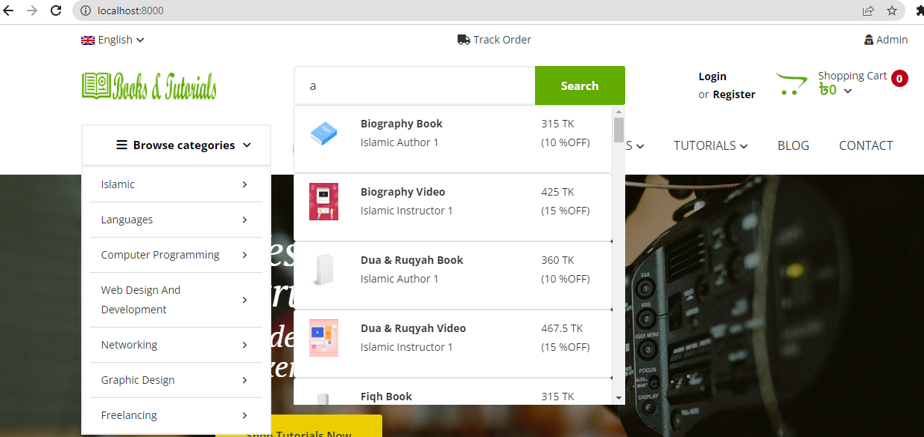 localhost:8000
English
Track Order
Admin
Books & Tutorials
a
Search
Login
or Register
Shopping Cart 0
৳0
Browse categories
TUTORIALS
BLOG
CONTACT
Islamic
Languages
Computer Programming
Web Design And
Development
Networking
Graphic Design
Freelancing
Biography Book 315 TK
Islamic Author 1 (10 %OFF)
Biography Video 425 TK
Islamic Instructor 1 (15 %OFF)
Dua & Ruqyah Book 360 TK
Islamic Author 1 (10 %OFF)
Dua & Ruqyah Video 467.5 TK
Islamic Instructor 1 (15 %OFF)
Fiqh Book 315 TK
Shop Tutorials Now
FOCUS
DISPLAY